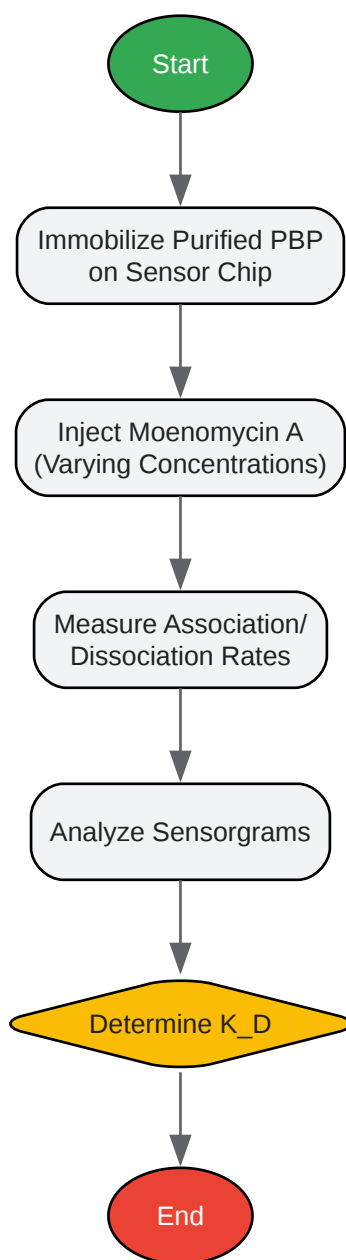 Start
Immobilize Purified PBP
on Sensor Chip
Inject Moenomycin A
(Varying Concentrations)
Measure Association/
Dissociation Rates
Analyze Sensorgrams
Determine K_D
End